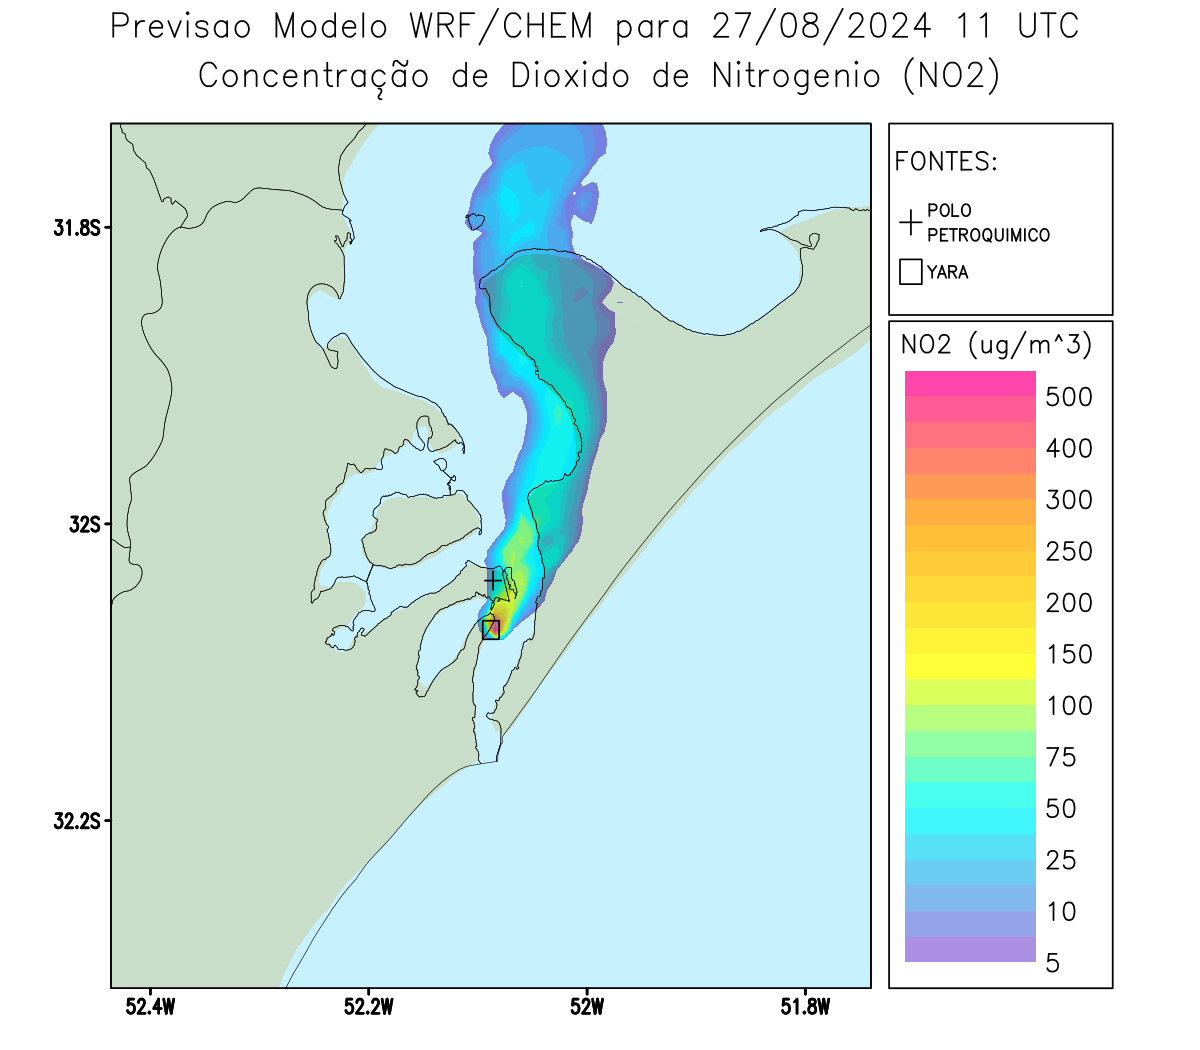 Previsao Modelo WRF/CHEM para 27/08/2024 11 UTC
Concentração de Dioxido de Nitrogenio (NO2)
FONTES:
POLO
PETROQUIMICO
YARA
NO2 (ug/m^3)
500
400
300
250
200
150
100
75
50
25
10
5
31.8S
32S
32.2S
52.4W
52.2W
52W
51.8W